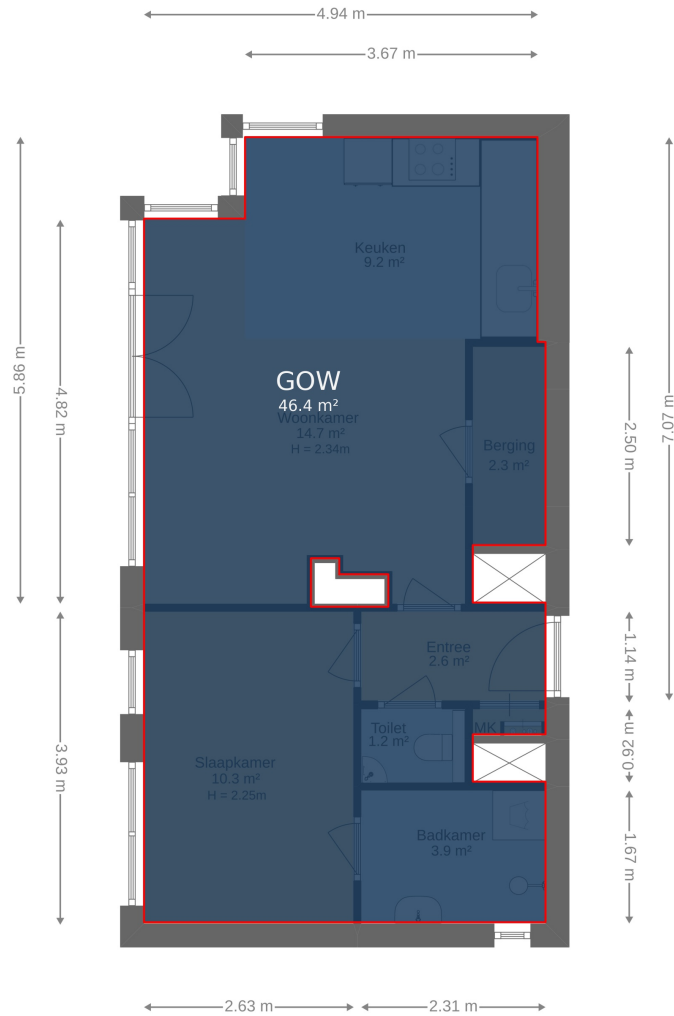 4.94 m
3.67 m
Keuken
9.2 m²
GOW
46.4 m²
Woonkamer
14.7 m²
H = 2.34m
Berging
2.3 m²
5.86 m
4.82 m
2.50 m
7.07 m
Entree
2.6 m²
1.14 m
Toilet
1.2 m²
MK
0.92 m
Slaapkamer
10.3 m²
H = 2.25m
3.93 m
Badkamer
3.9 m²
1.67 m
2.63 m
2.31 m